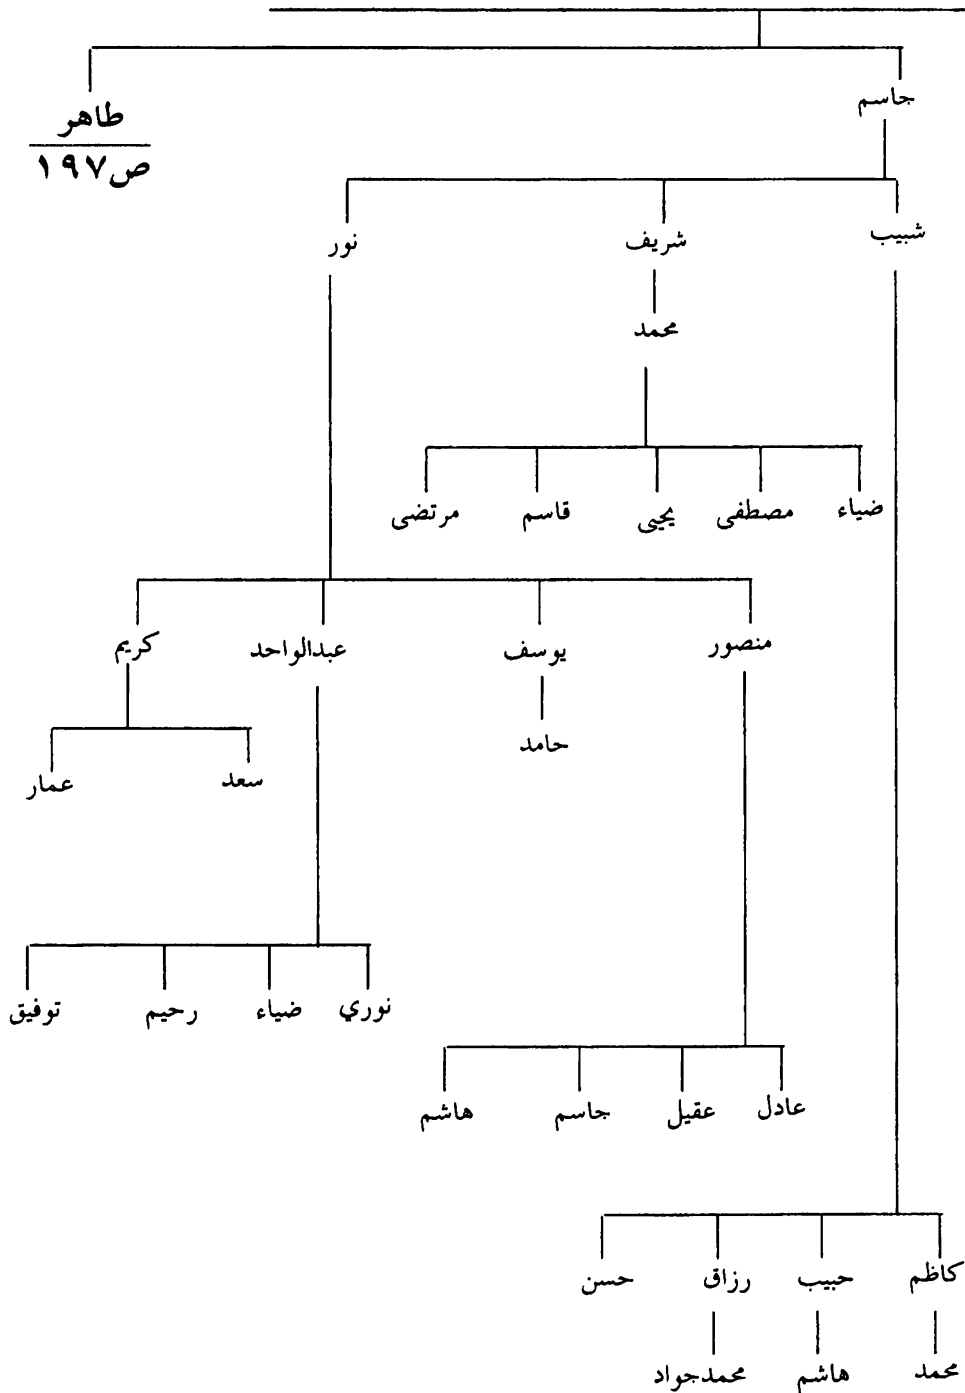 جاسم
طاهر
ص١٩٧
شبيب شريف نور
محمد
ضياء مصطفى يحيى قاسم مرتضى
منصور يوسف عبدالواحد كريم
حامد
سعد عمار
نوري ضياء رحيم توفيق
عادل عقيل جاسم هاشم
كاظم حبيب رزاق حسن
محمد هاشم محمدجواد